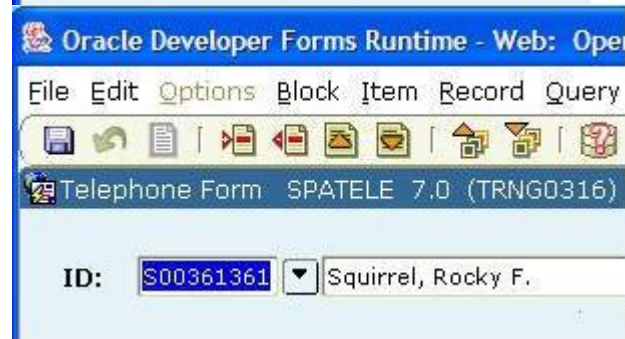 Oracle Developer Forms Runtime - Web: Oper
File Edit Options Block Item Record Query
Telephone Form SPATELE 7.0 (TRNG0316)
ID: S00361361 Squirrel, Rocky F.